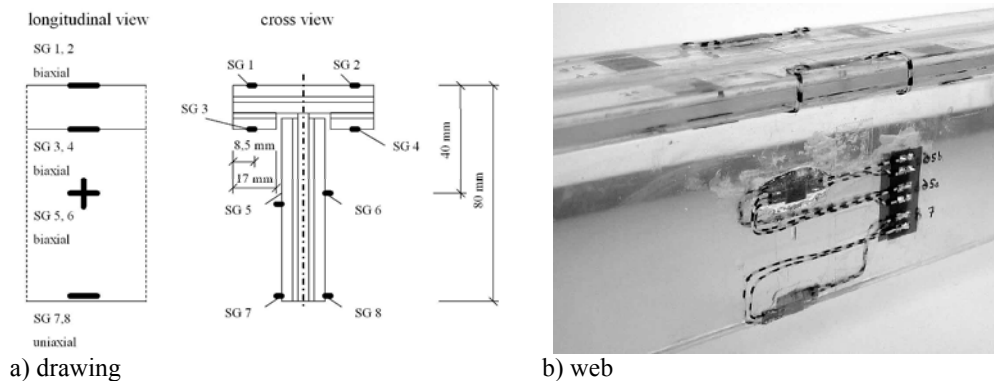 longitudinal view
cross view
SG 1, 2
biaxial
SG 3, 4
biaxial
SG 5, 6
biaxial
SG 7,8
uniaxial
SG 1
SG 2
SG 3
SG 4
8,5 mm
17 mm
SG 5
SG 6
SG 7
SG 8
40 mm
80 mm
7
a) drawing
b) web